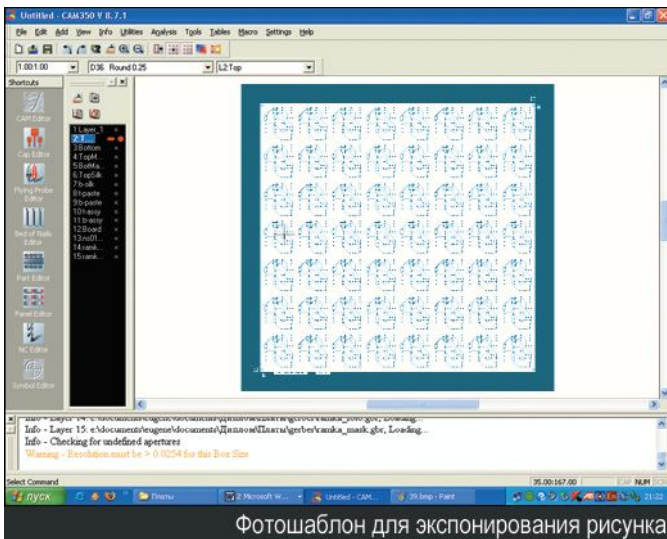 Untitled - CAM350 V 8.7.1
File Edit Add View Info Utilities Analysis Tools Tables Macro Settings Help
1.00:1.00 D36 Round 0.25 L2:Top
Shortcuts
CAM Editor
Cap Editor
Flying Probe
Editor
Bed of Nails
Editor
Part Editor
Panel Editor
NC Editor
Symbol Editor
1:Layer_1
3:Bottom
4:TopM...
5:BotMa...
6:TopSilk
7:b-silk
8:t-paste
9:b-paste
10:t-assy
11:b-assy
12:Board
14:ramk...
15:ramk...
Info - Layer 15: e:\documents\eugene\documents\Диплом\Платы\gerber\ramka_mask.gbr, Loading...
Info - Checking for undefined apertures
Warning - Resolution must be > 0.0254 for this Box Size
Select Command 35.00:167.00 CAP NUM SCR
пуск Платы 2 Microsoft W... Untitled - CAM... 39.bmp - Paint 21:22
Фотошаблон для экспонирования рисунка